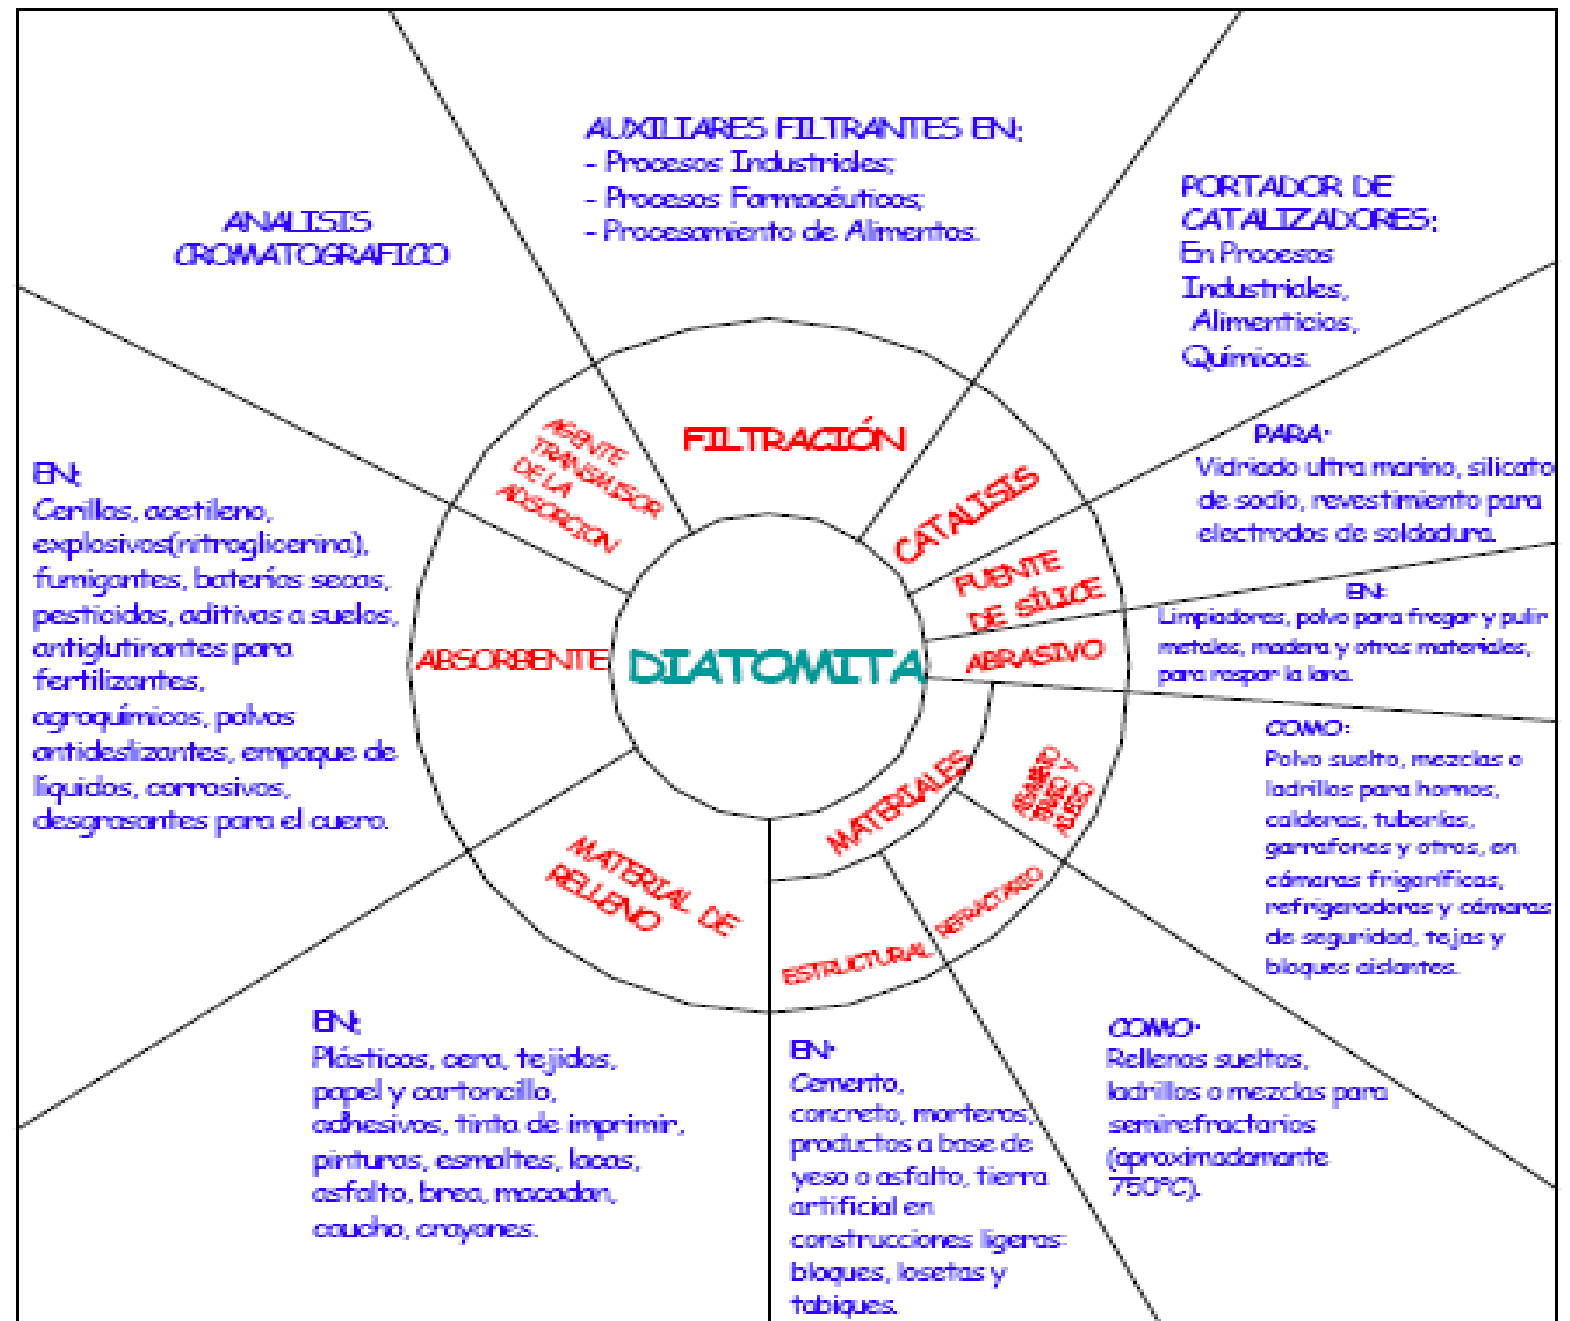 AUXILIARES FILTRANTES EN:
- Procesos Industriales;
- Procesos Farmacéuticos;
- Procesamiento de Alimentos.
ANALISIS
CROMATOGRAFICO
PORTADOR DE
CATALIZADORES:
En Procesos
Industriales,
Alimenticios,
Químicos.
FILTRACIÓN
AGENTE
TRANSMISOR
DE LA
ADSORCION
CATALISIS
PARA:
Vidriado ultra marino, silicato
de sodio, revestimiento para
electrodos de soldadura.
EN:
Cerillos, acetileno,
explosivos(nitroglicerina),
fumigantes, baterías secas,
pesticidas, aditivos a suelos,
antiglutinantes para
fertilizantes,
agroquímicos, polvos
antideslizantes, empaque de
líquidos, corrosivos,
desgrasantes para el cuero.
FUENTE
DE SÍLICE
EN:
Limpiadores, polvo para fregar y pulir
metales, madera y otros materiales,
para raspar la lana.
ABSORBENTE
DIATOMITA
ABRASIVO
COMO:
Polvo suelto, mezclas o
ladrillos para hornos,
calderas, tuberías,
garrafones y otros, en
cámaras frigoríficas,
refrigeradoras y cámaras
de seguridad, tejas y
bloques aislantes.
MATERIALES
MATERIAL DE
RELLENO
REFRACTARIO
ESTRUCTURAL
EN:
Plásticos, cera, tejidos,
papel y cartoncillo,
adhesivos, tinta de imprimir,
pinturas, esmaltes, lacas,
asfalto, brea, macadan,
caucho, crayones.
EN:
Cemento,
concreto, morteros,
productos a base de
yeso o asfalto, tierra
artificial en
construcciones ligeras:
bloques, losetas y
tabiques.
COMO:
Rellenos sueltos,
ladrillos o mezclas para
semirefractarios
(aproximadamante
750ºC).